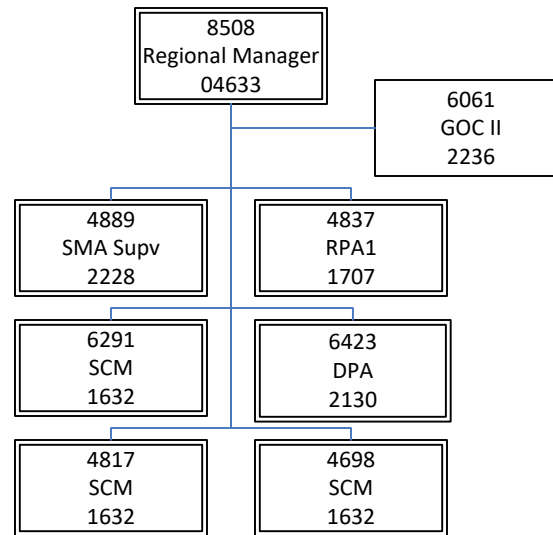 8508
Regional Manager
04633
6061
GOC II
2236
4889
SMA Supv
2228
4837
RPA1
1707
6291
SCM
1632
6423
DPA
2130
4817
SCM
1632
4698
SCM
1632